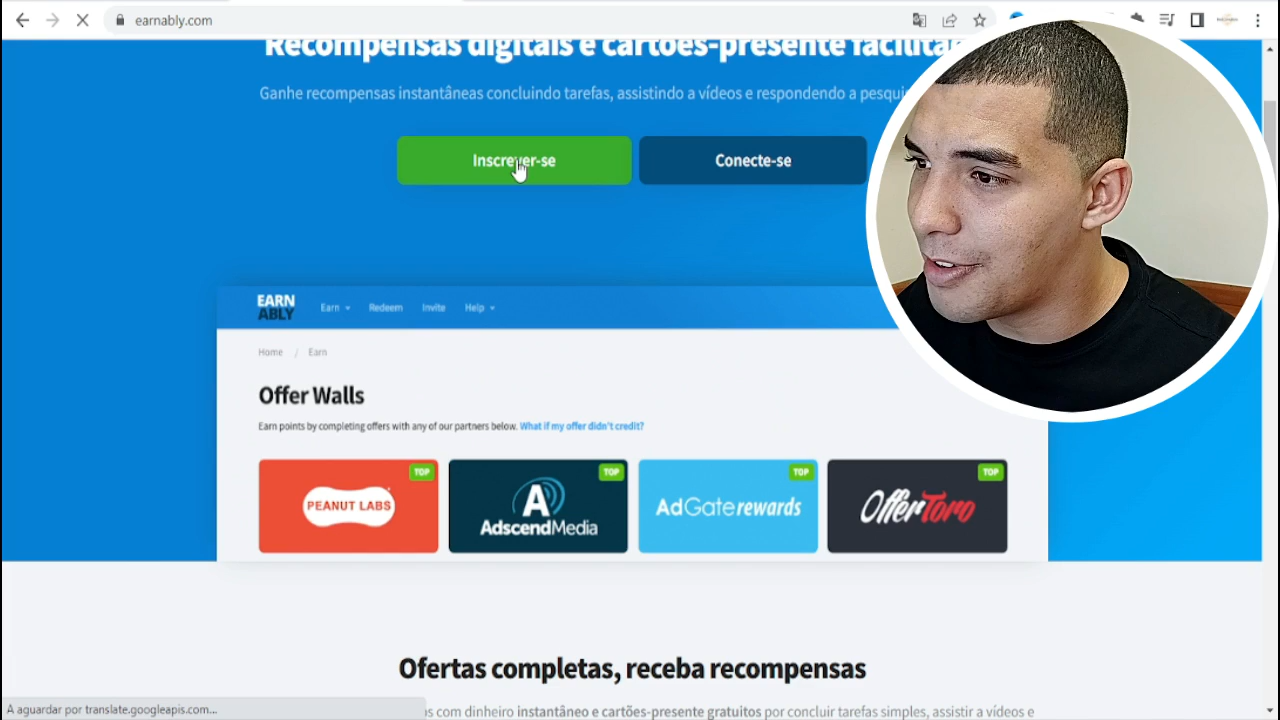 earnably.com
Recompensas digitais e cartões-presente
Ganhe recompensas instantâneas concluindo tarefas, assistindo a vídeos e respondendo a
Inscrever-se
Conecte-se
EARN
ABLY
Earn
Redeem
Invite
Help
Home / Earn
Offer Walls
Earn points by completing offers with any of our partners below. What if my offer didn't credit?
TOP
TOP
TOP
TOP
PEANUT LABS
AdscendMedia
AdGate rewards
OfferToro
Ofertas completas, receba recompensas
com dinheiro instantâneo e cartões-presente gratuitos por concluir tarefas simples, assistir a vídeos e
A aguardar por translate.googleapis.com...